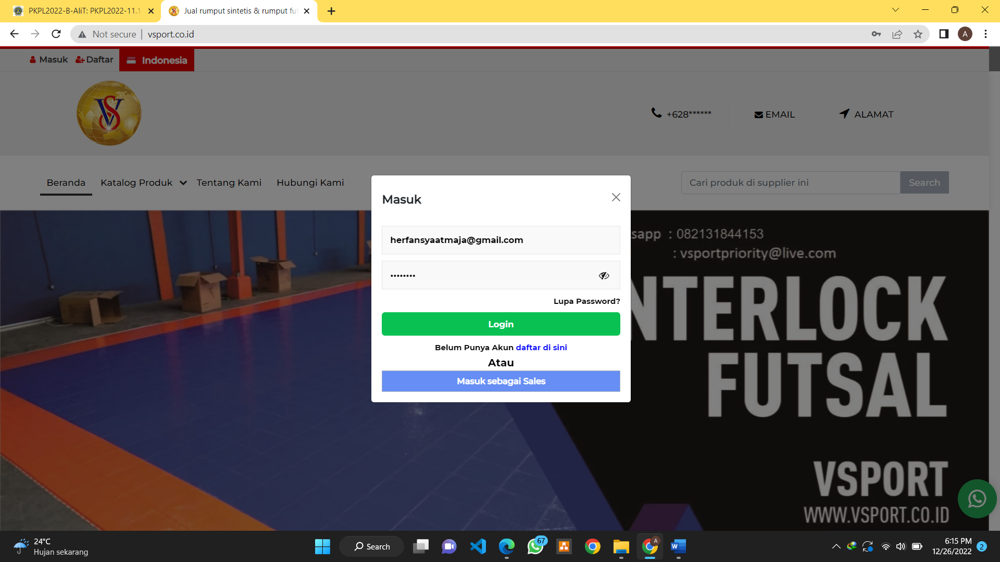 PKPL2022-B-AliT: PKPL2022-11.1
Jual rumput sintetis & rumput fu
Not secure
vsport.co.id
A
Masuk
Daftar
Indonesia
VS
+628******
EMAIL
ALAMAT
Beranda
Katalog Produk
Tentang Kami
Hubungi Kami
Cari produk di supplier ini
Search
Masuk
herfansyaatmaja@gmail.com
••••••••
Lupa Password?
Login
Belum Punya Akun daftar di sini
Atau
Masuk sebagai Sales
sapp : 082131844153
: vsportpriority@live.com
NTERLOCK
FUTSAL
VSPORT
WWW.VSPORT.CO.ID
24°C
Hujan sekarang
Search
67
A
W
6:15 PM
12/26/2022
2